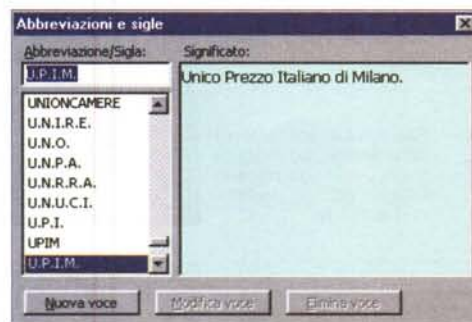 Abbreviazioni e sigle
Abbreviazione/Sigla:
Significato:
U.P.I.M.
Unico Prezzo Italiano di Milano.
UNIONCAMERE
U.N.I.R.E.
U.N.O.
U.N.P.A.
U.N.R.R.A.
U.N.U.C.I.
U.P.I.
UPIM
U.P.I.M.
Nuova voce
Modifica voce
Elimina voce